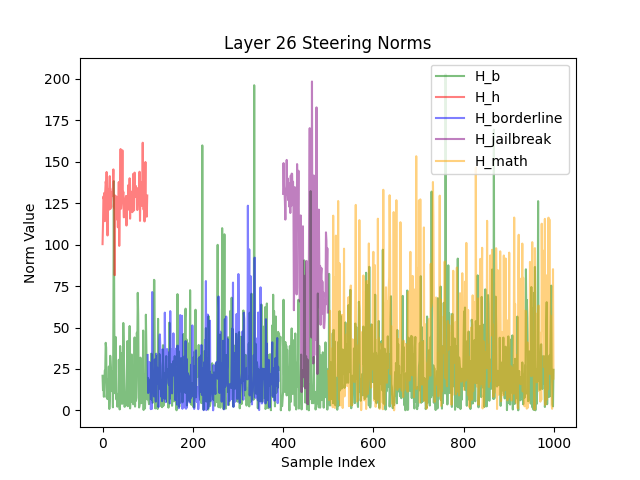 Layer 26 Steering Norms
H_b
H_h
H_borderline
H_jailbreak
H_math
Norm Value
200
175
150
125
100
75
50
25
0
0 200 400 600 800 1000
Sample Index